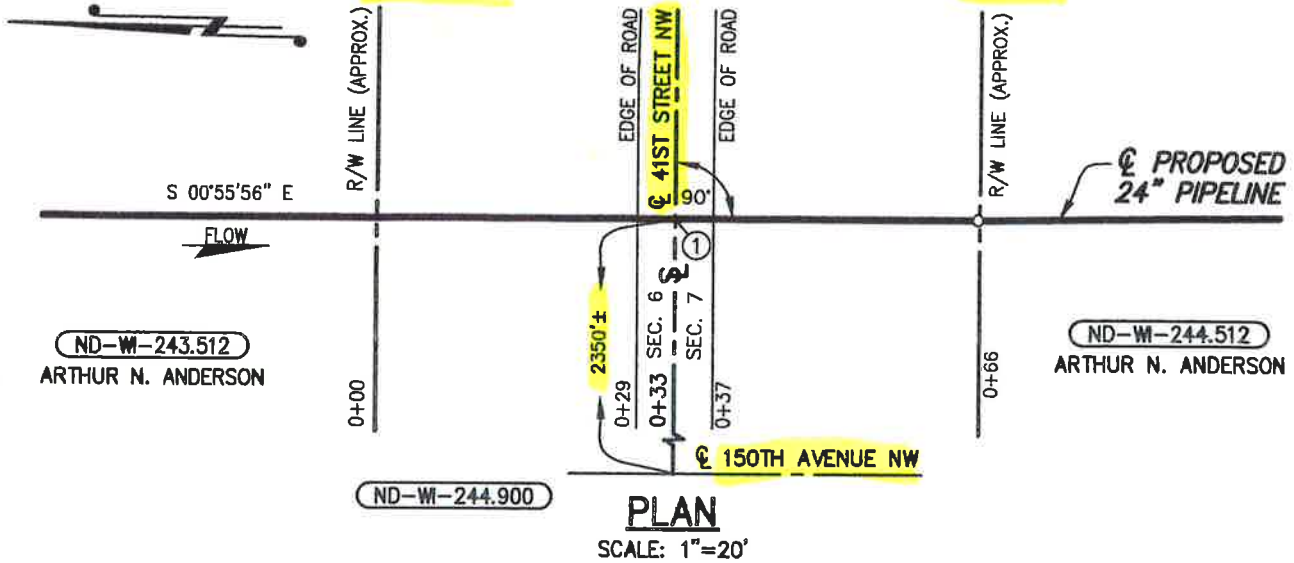 R/W LINE (APPROX.)
EDGE OF ROAD
℄ 41ST STREET NW
EDGE OF ROAD
R/W LINE (APPROX.)
S 00°55'56" E
90°
℄ PROPOSED
24" PIPELINE
FLOW
1
ND-WI-243.512
ARTHUR N. ANDERSON
2350'±
SEC. 6
SEC. 7
ND-WI-244.512
ARTHUR N. ANDERSON
0+00
0+29
0+33
0+37
0+66
℄ 150TH AVENUE NW
ND-WI-244.900
PLAN
SCALE: 1"=20'